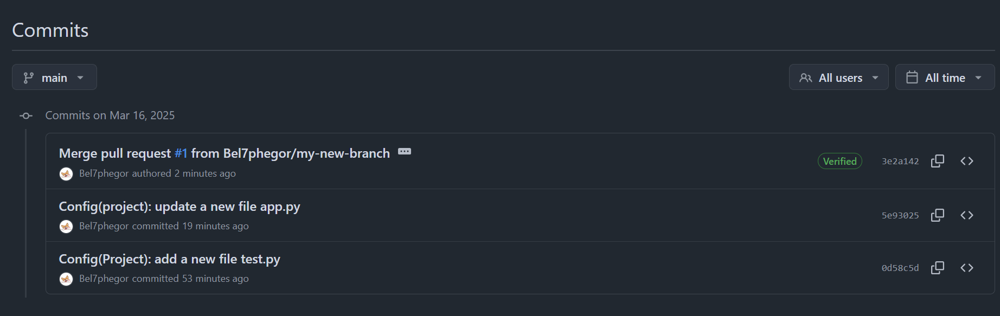 Commits
main
All users
All time
Commits on Mar 16, 2025
Merge pull request #1 from Bel7phegor/my-new-branch
Bel7phegor authored 2 minutes ago
Verified
3e2a142
Config(project): update a new file app.py
Bel7phegor committed 19 minutes ago
5e93025
Config(Project): add a new file test.py
Bel7phegor committed 53 minutes ago
0d58c5d